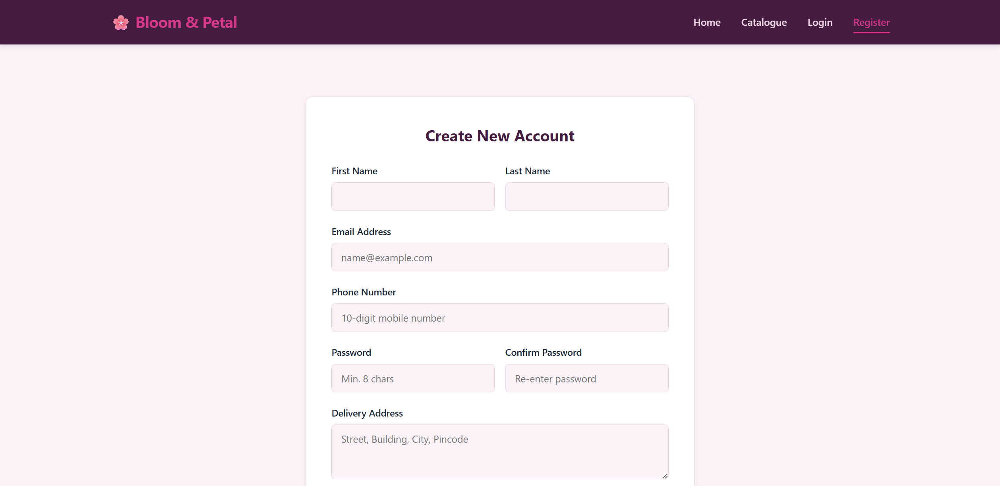 Bloom & Petal
Home Catalogue Login Register
Create New Account
First Name Last Name
Email Address
name@example.com
Phone Number
10-digit mobile number
Password Confirm Password
Min. 8 chars Re-enter password
Delivery Address
Street, Building, City, Pincode